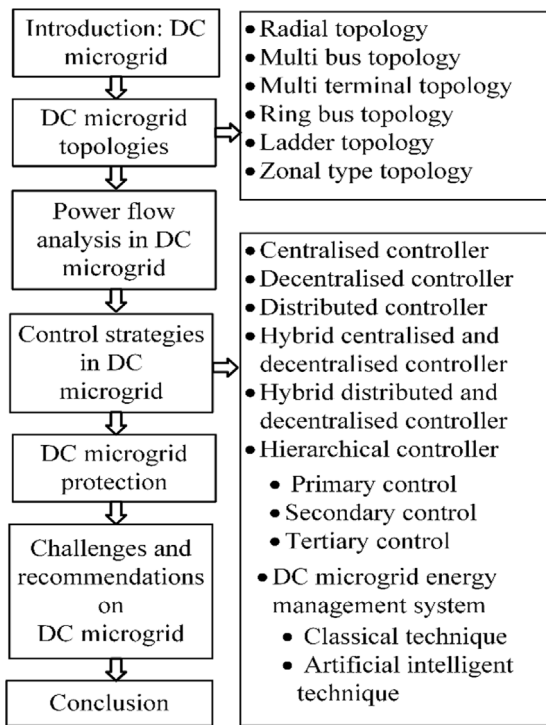 Introduction: DC
microgrid
DC microgrid
topologies
• Radial topology
• Multi bus topology
• Multi terminal topology
• Ring bus topology
• Ladder topology
• Zonal type topology
Power flow
analysis in DC
microgrid
Control strategies
in DC
microgrid
• Centralised controller
• Decentralised controller
• Distributed controller
• Hybrid centralised and
decentralised controller
• Hybrid distributed and
decentralised controller
• Hierarchical controller
• Primary control
• Secondary control
• Tertiary control
• DC microgrid energy
management system
• Classical technique
• Artificial intelligent
technique
DC microgrid
protection
Challenges and
recommendations
on
DC microgrid
Conclusion